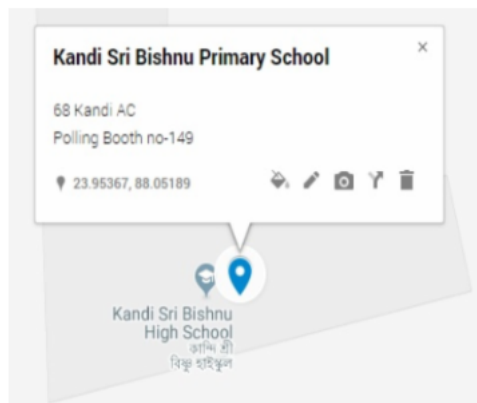 Kandi Sri Bishnu Primary School
68 Kandi AC
Polling Booth no-149
23.95367, 88.05189
Kandi Sri Bishnu
High School
কান্দি শ্রী
বিষ্ণু হাইস্কুল